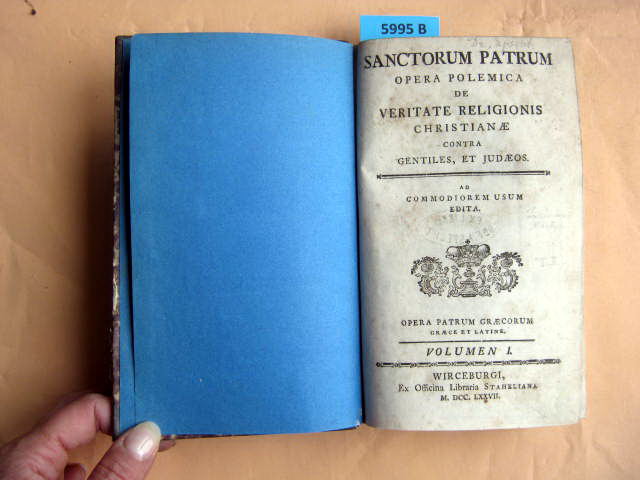 5995 B
SANCTORUM PATRUM
OPERA POLEMICA
DE
VERITATE RELIGIONIS
CHRISTIANÆ
CONTRA
GENTILES, ET JUDÆOS.
AD
COMMODIOREM USUM
EDITA.
OPERA PATRUM GRÆCORUM
GRÆCE ET LATINE.
VOLUMEN I.
WIRCEBURGI,
Ex Officina Libraria STAHELIANA
M. DCC. LXXVII.